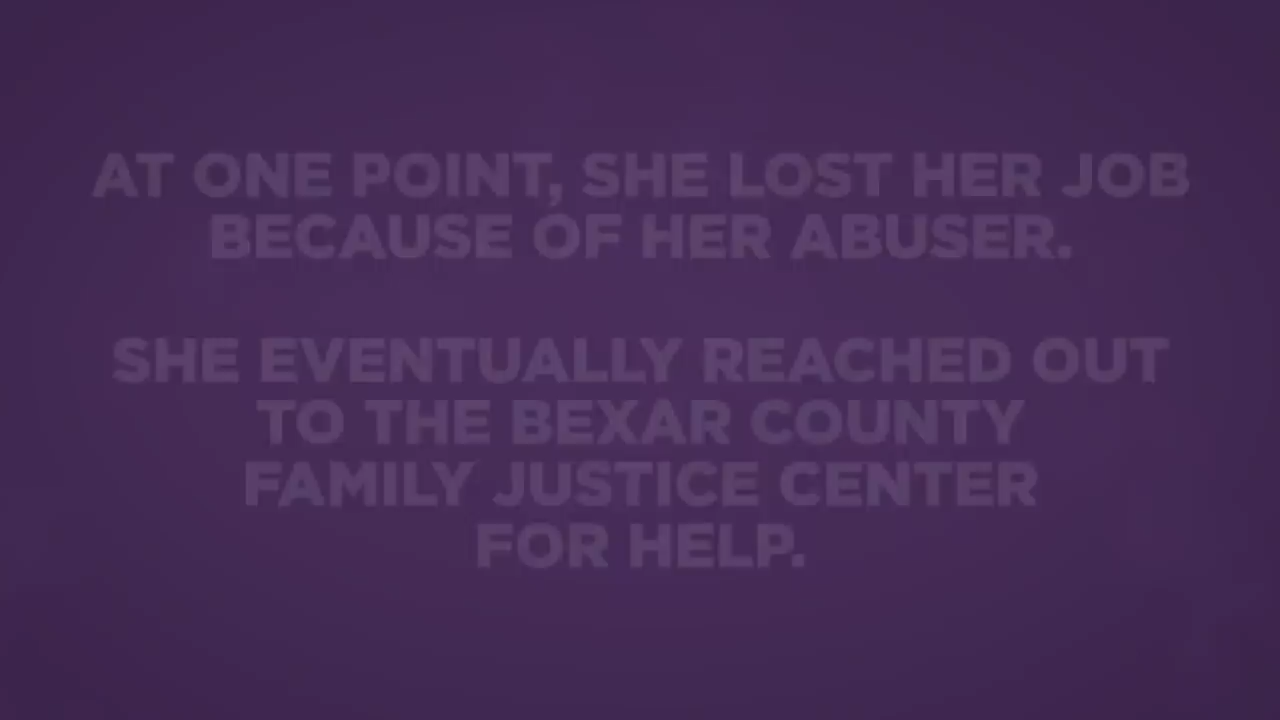 AT ONE POINT, SHE LOST HER JOB
BECAUSE OF HER ABUSER.
SHE EVENTUALLY REACHED OUT
TO THE BEXAR COUNTY
FAMILY JUSTICE CENTER
FOR HELP.